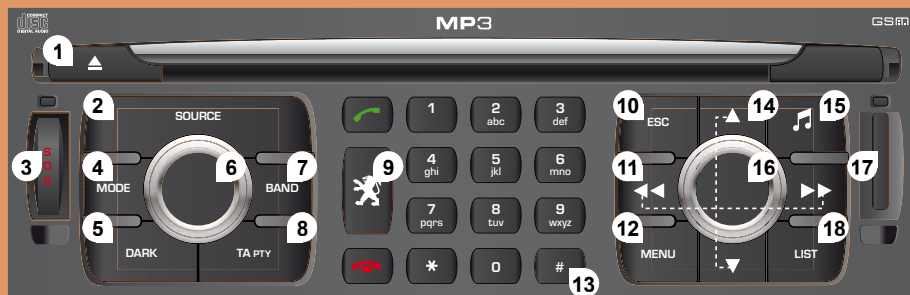 COMPACT
disc
DIGITAL AUDIO
MP3
GSM
1
2
SOURCE
3
SOS
4
MODE
5
DARK
6
7
BAND
8
TA PTY
9
1
2
abc
3
def
4
ghi
5
jkl
6
mno
7
pqrs
8
tuv
9
wxyz
*
0
#
13
10
ESC
11
12
MENU
14
15
16
17
18
LIST